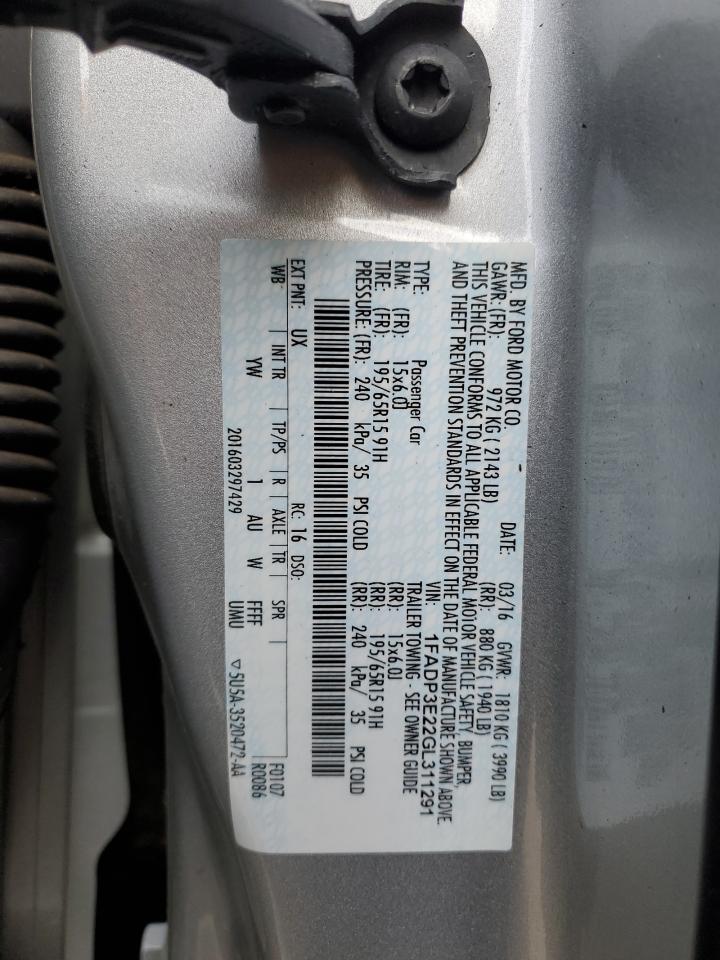 MFD. BY FORD MOTOR CO.
DATE: 03/16 GVWR: 1810 KG ( 3990 LB)
GAWR: (FR): 972 KG ( 2143 LB) (RR): 880 KG ( 1940 LB)
THIS VEHICLE CONFORMS TO ALL APPLICABLE FEDERAL MOTOR VEHICLE SAFETY, BUMPER,
AND THEFT PREVENTION STANDARDS IN EFFECT ON THE DATE OF MANUFACTURE SHOWN ABOVE.
VIN: 1FADP3E22GL311291
TYPE: Passenger Car TRAILER TOWING - SEE OWNER GUIDE
RIM: (FR): 15x6.0J (RR): 15x6.0J
TIRE: (FR): 195/65R15 91H (RR): 195/65R15 91H
PRESSURE: (FR): 240 kPa/ 35 PSI COLD (RR): 240 kPa/ 35 PSI COLD
EXT PNT: UX RC: 16 DSO: F0107
WB INT TR TP/PS R AXLE TR SPR R0086
YW 1 AU W FFFF
201603297429 UMU ▽5U5A-3520472-AA